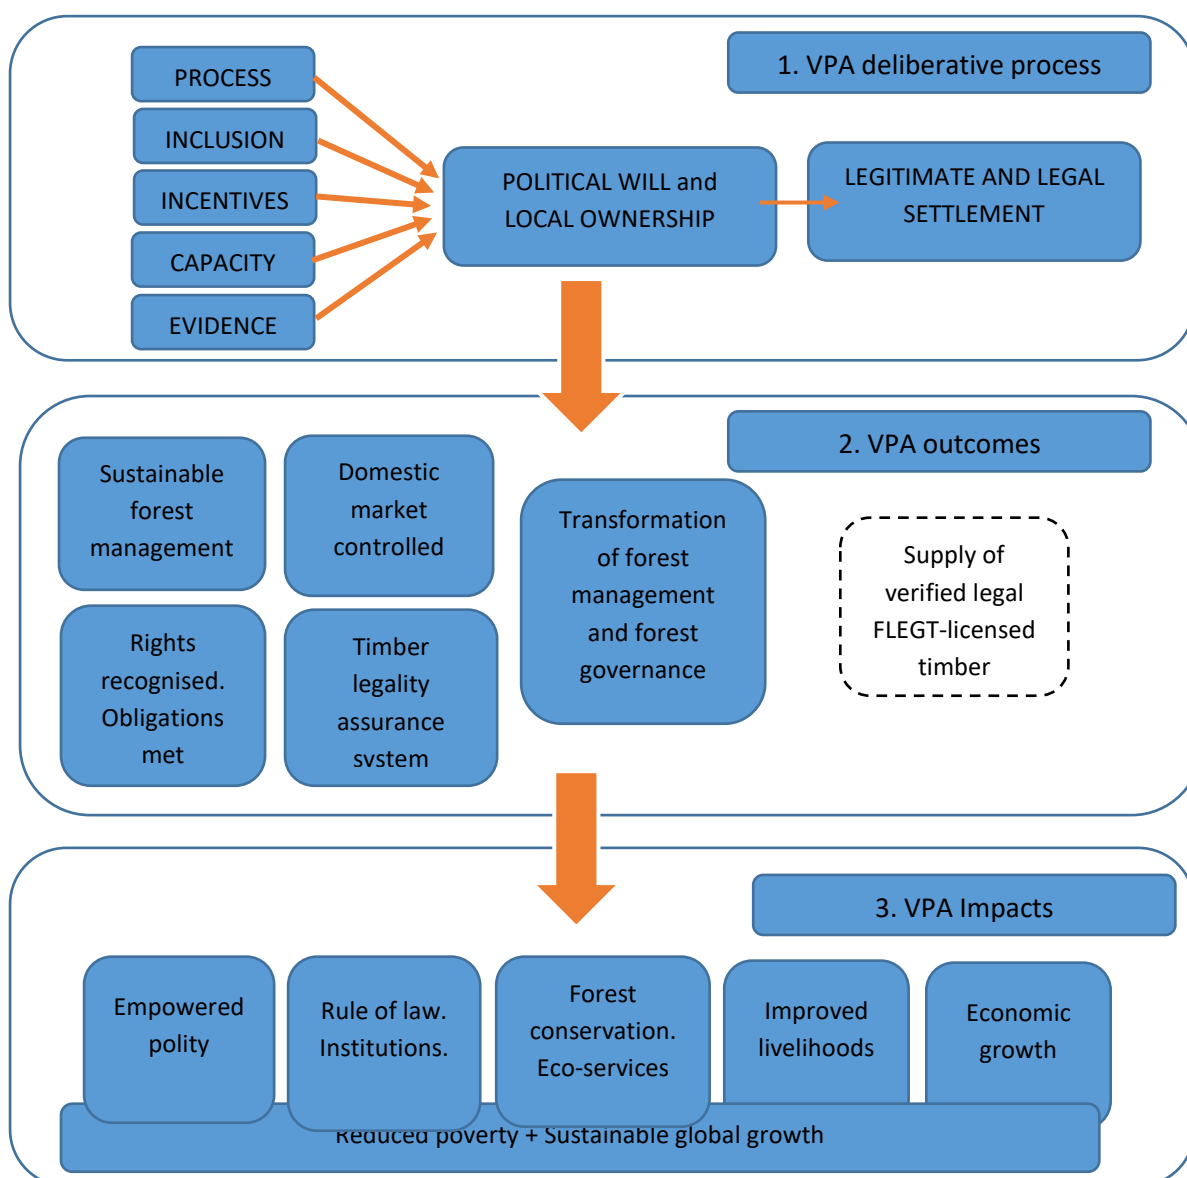 1. VPA deliberative process
PROCESS
INCLUSION
INCENTIVES
CAPACITY
EVIDENCE
POLITICAL WILL and
LOCAL OWNERSHIP
LEGITIMATE AND LEGAL
SETTLEMENT
2. VPA outcomes
Sustainable
forest
management
Domestic
market
controlled
Rights
recognised.
Obligations
met
Timber
legality
assurance
system
Transformation
of forest
management
and forest
governance
Supply of
verified legal
FLEGT-licensed
timber
3. VPA Impacts
Empowered
polity
Rule of law.
Institutions.
Forest
conservation.
Eco-services
Improved
livelihoods
Economic
growth
Reduced poverty + Sustainable global growth